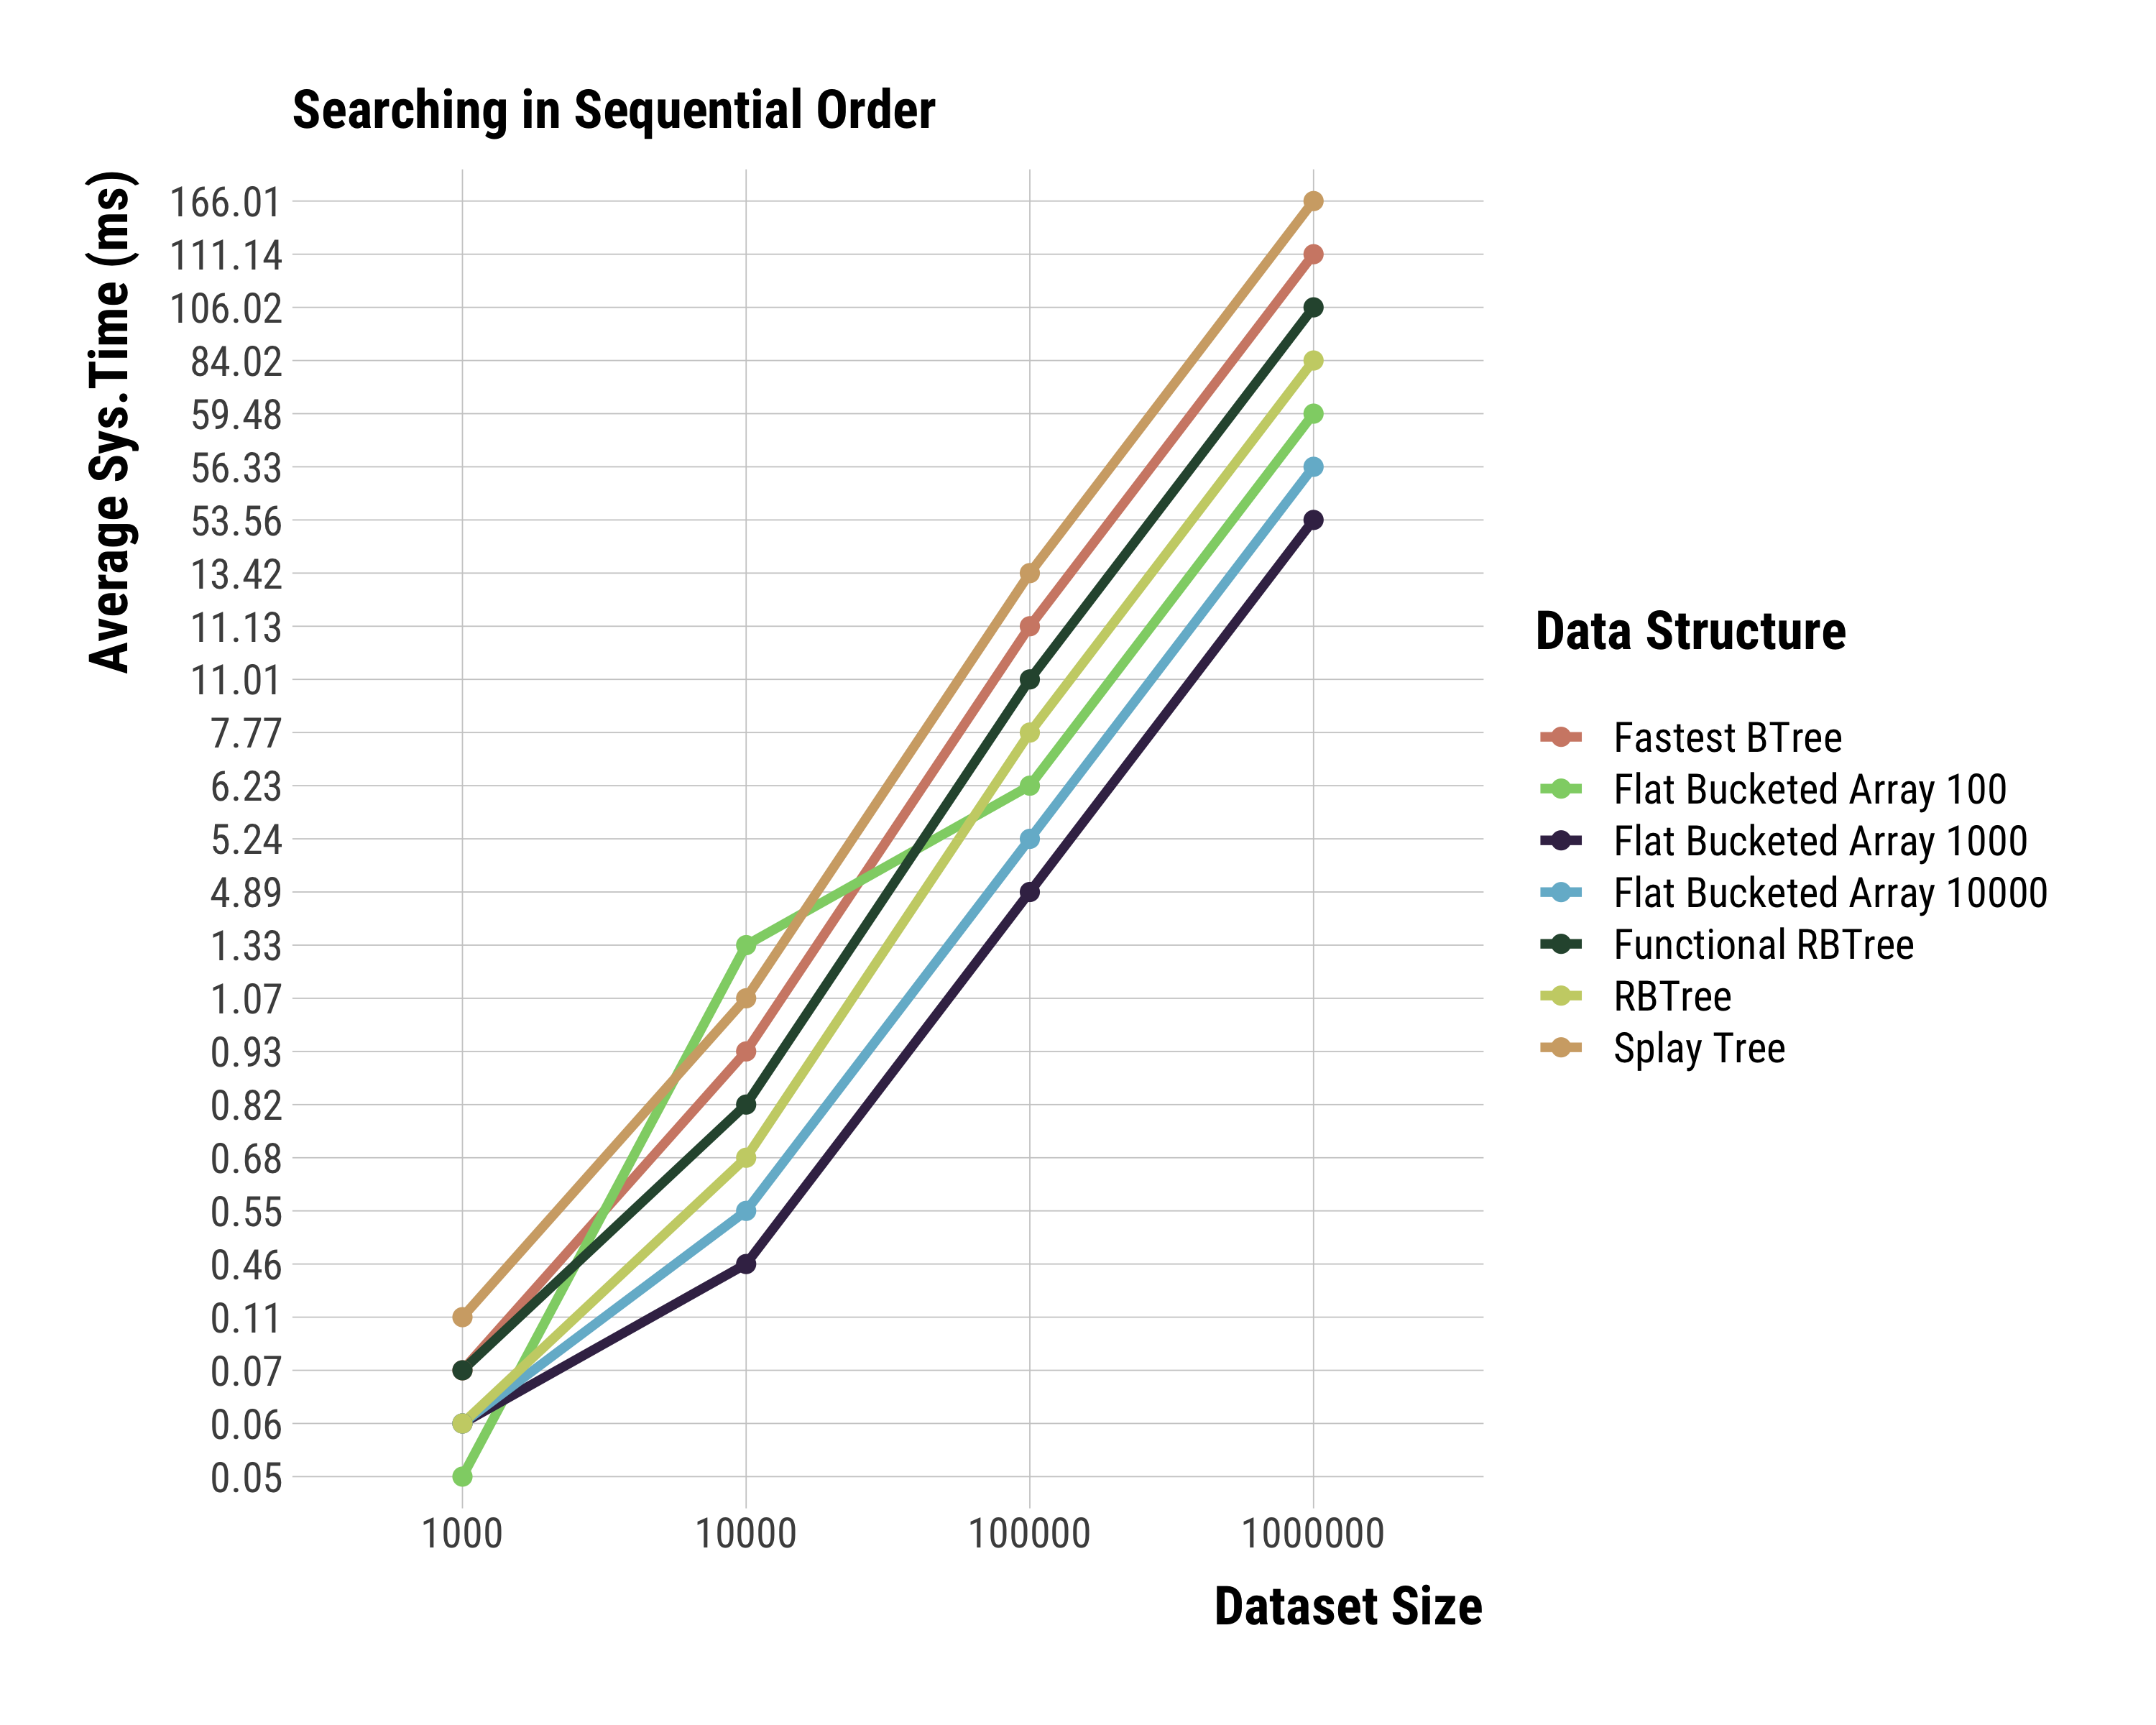 Searching in Sequential Order
Average Sys.Time (ms)
166.01
111.14
106.02
84.02
59.48
56.33
53.56
13.42
11.13
11.01
7.77
6.23
5.24
4.89
1.33
1.07
0.93
0.82
0.68
0.55
0.46
0.11
0.07
0.06
0.05
1000 10000 100000 1000000
Dataset Size
Data Structure
Fastest BTree
Flat Bucketed Array 100
Flat Bucketed Array 1000
Flat Bucketed Array 10000
Functional RBTree
RBTree
Splay Tree